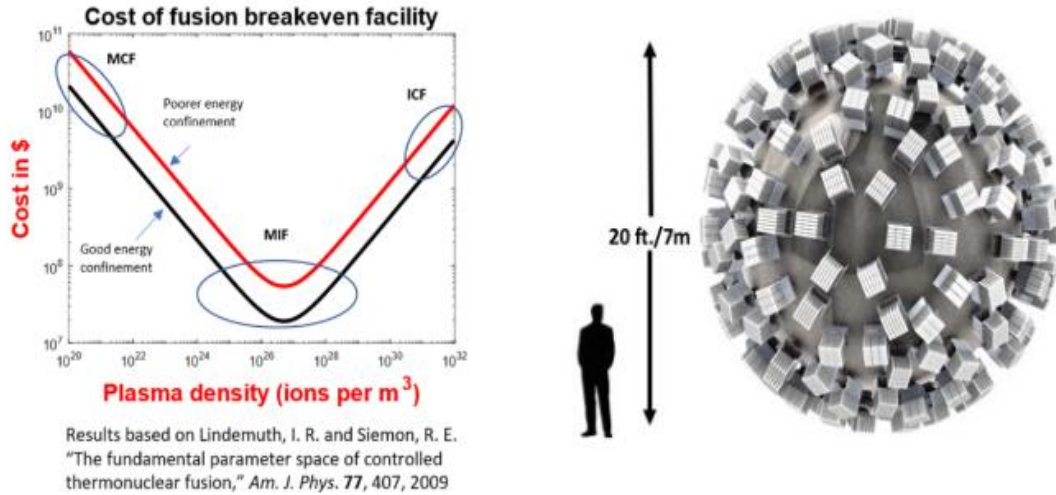 Cost of fusion breakeven facility
10¹¹
MCF
ICF
10¹⁰
Poorer energy
confinement
Cost in $
10⁹
MIF
Good energy
confinement
10⁸
10⁷
10²⁰ 10²² 10²⁴ 10²⁶ 10²⁸ 10³⁰ 10³²
Plasma density (ions per m³)
Results based on Lindemuth, I. R. and Siemon, R. E.
“The fundamental parameter space of controlled
thermonuclear fusion,” Am. J. Phys. 77, 407, 2009
20 ft./7m